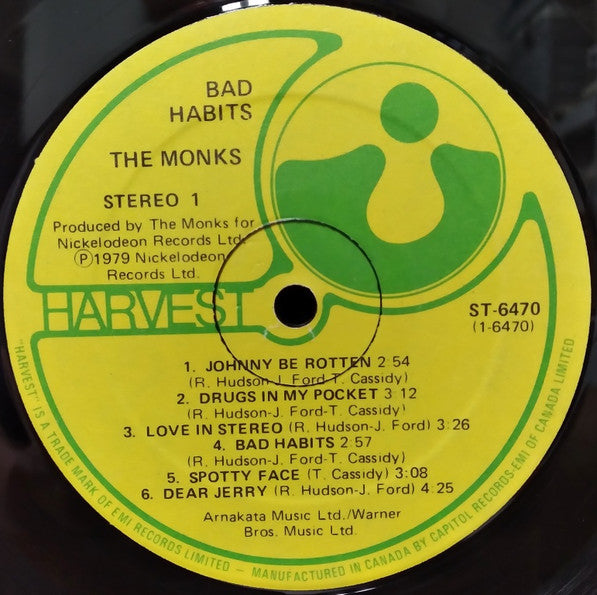 BAD
HABITS
THE MONKS
STEREO 1
Produced by The Monks for
Nickelodeon Records Ltd.
Ⓟ1979 Nickelodeon
Records Ltd.
HARVEST
ST-6470
(1-6470)
1. JOHNNY BE ROTTEN 2:54
(R. Hudson-J. Ford-T. Cassidy)
2. DRUGS IN MY POCKET 3:12
(R. Hudson-J. Ford-T. Cassidy)
3. LOVE IN STEREO (R. Hudson-J. Ford) 3:26
4. BAD HABITS 2:57
(R. Hudson-J. Ford-T. Cassidy)
5. SPOTTY FACE (T. Cassidy) 3:08
6. DEAR JERRY (R. Hudson-J. Ford) 4:25
Arnakata Music Ltd./Warner
Bros. Music Ltd.
"HARVEST" IS A TRADE MARK OF EMI RECORDS LIMITED — MANUFACTURED IN CANADA BY CAPITOL RECORDS-EMI OF CANADA LIMITED